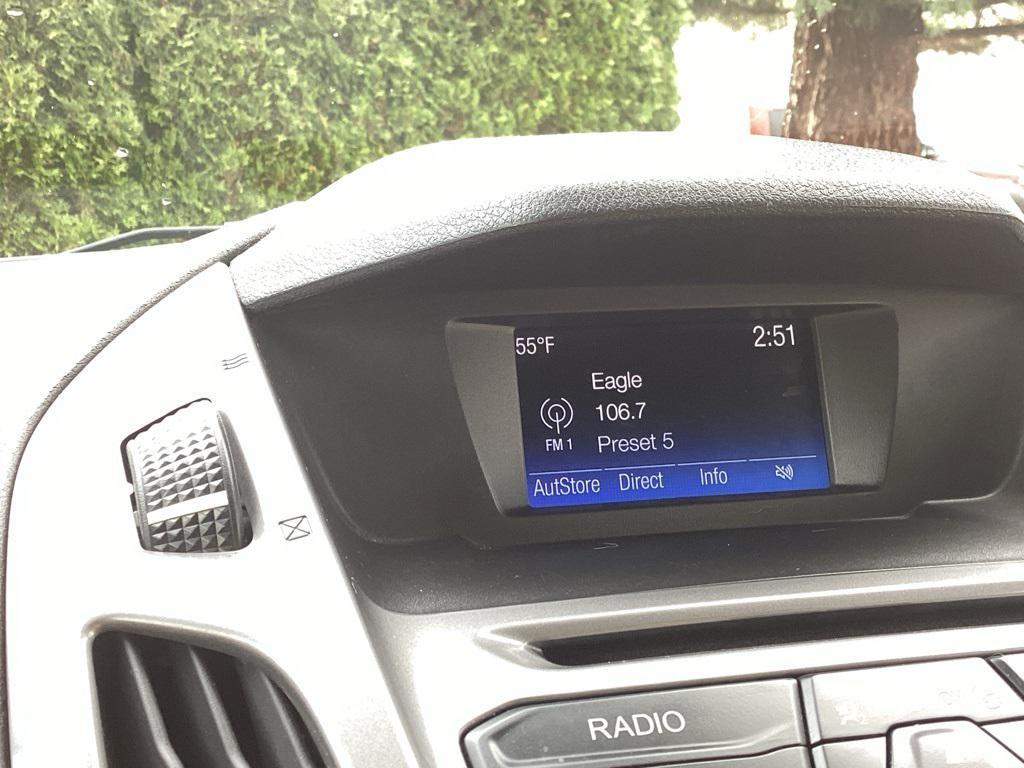 55°F 2:51
Eagle
106.7
FM 1 Preset 5
AutStore Direct Info
RADIO